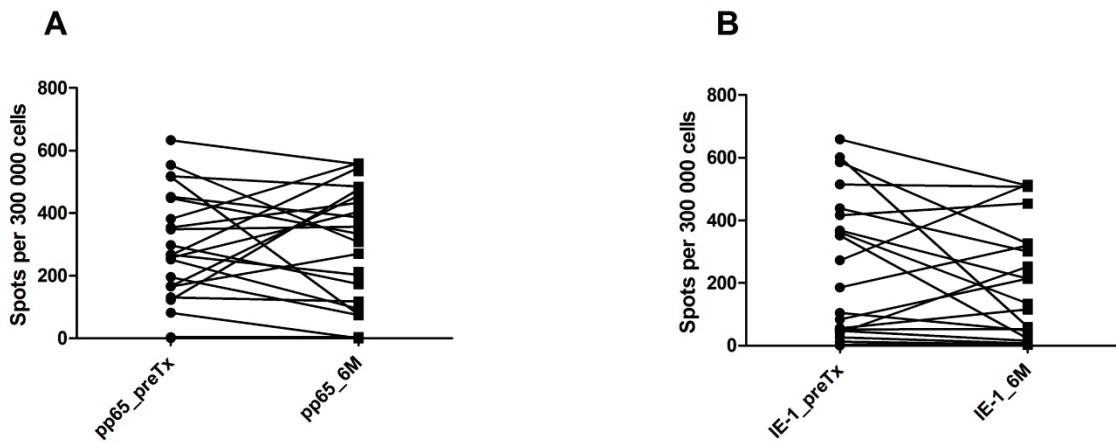 A
Spots per 300 000 cells
800
600
400
200
0
pp65_preTx
pp65_6M
B
Spots per 300 000 cells
800
600
400
200
0
IE-1_preTx
IE-1_6M